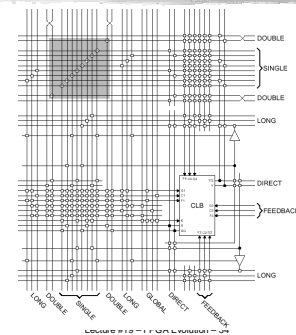 DOUBLE
SINGLE
DOUBLE
LONG
DIRECT
CLB
FEEDBACK
LONG
LONG
DOUBLE
SINGLE
DOUBLE
LONG
GLOBAL
DIRECT
FEEDBACK
Lecture #19 – FPGA Evolution – 34